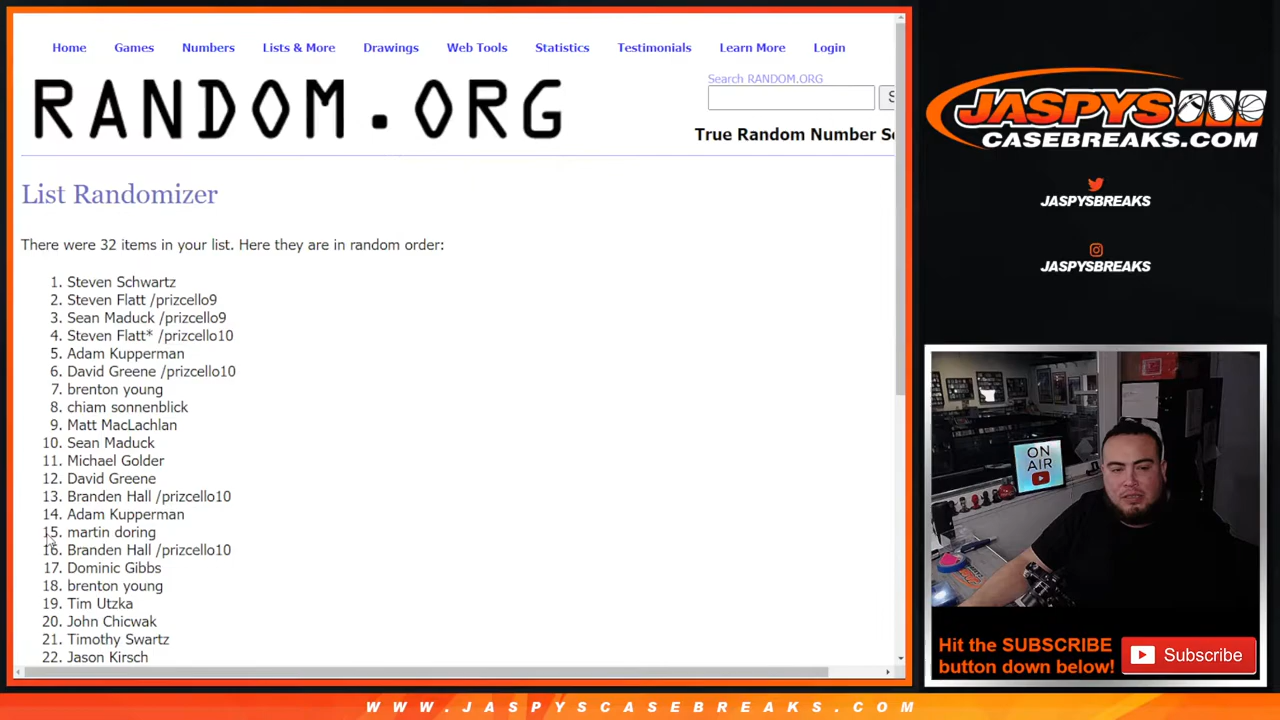 Home Games Numbers Lists & More Drawings Web Tools Statistics Testimonials Learn More Login
RANDOM.ORG
Search RANDOM.ORG
True Random Number
List Randomizer
There were 32 items in your list. Here they are in random order:
1. Steven Schwartz
2. Steven Flatt /prizcello9
3. Sean Maduck /prizcello9
4. Steven Flatt* /prizcello10
5. Adam Kupperman
6. David Greene /prizcello10
7. brenton young
8. chiam sonnenblick
9. Matt MacLachlan
10. Sean Maduck
11. Michael Golder
12. David Greene
13. Branden Hall /prizcello10
14. Adam Kupperman
15. martin doring
16. Branden Hall /prizcello10
17. Dominic Gibbs
18. brenton young
19. Tim Utzka
20. John Chicwak
21. Timothy Swartz
22. Jason Kirsch
JASPYS
CASEBREAKS.COM
JASPYSBREAKS
JASPYSBREAKS
ON
AIR
Hit the SUBSCRIBE
button down below!
Subscribe
WWW.JASPYSCASEBREAKS.COM